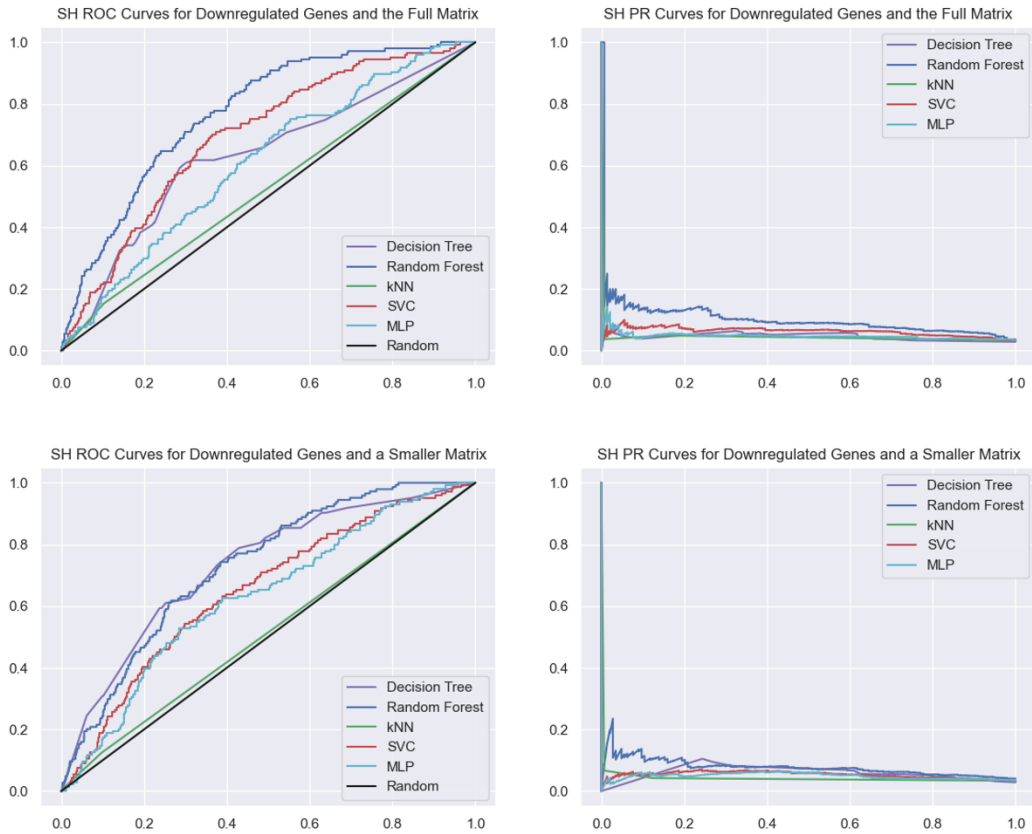 SH ROC Curves for Downregulated Genes and the Full Matrix
1.0
0.8
0.6
0.4
0.2
0.0
0.0 0.2 0.4 0.6 0.8 1.0
Decision Tree
Random Forest
kNN
SVC
MLP
Random
SH PR Curves for Downregulated Genes and the Full Matrix
1.0
0.8
0.6
0.4
0.2
0.0
0.0 0.2 0.4 0.6 0.8 1.0
Decision Tree
Random Forest
kNN
SVC
MLP
SH ROC Curves for Downregulated Genes and a Smaller Matrix
1.0
0.8
0.6
0.4
0.2
0.0
0.0 0.2 0.4 0.6 0.8 1.0
Decision Tree
Random Forest
kNN
SVC
MLP
Random
SH PR Curves for Downregulated Genes and a Smaller Matrix
1.0
0.8
0.6
0.4
0.2
0.0
0.0 0.2 0.4 0.6 0.8 1.0
Decision Tree
Random Forest
kNN
SVC
MLP